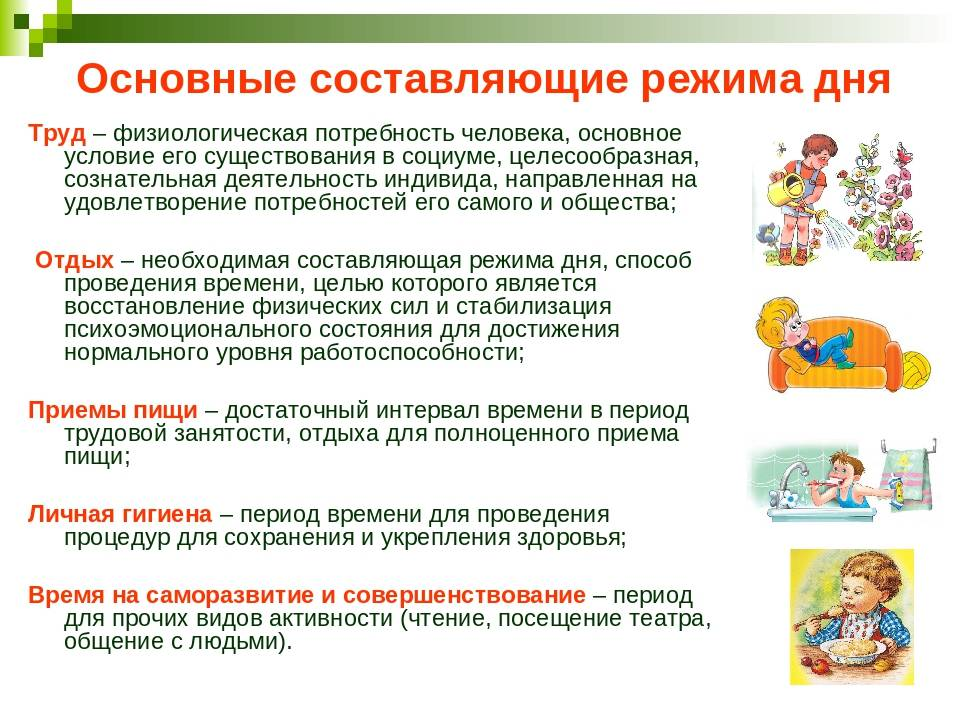 Основные составляющие режима дня
Труд – физиологическая потребность человека, основное
условие его существования в социуме, целесообразная,
сознательная деятельность индивида, направленная на
удовлетворение потребностей его самого и общества;
Отдых – необходимая составляющая режима дня, способ
проведения времени, целью которого является
восстановление физических сил и стабилизация
психоэмоционального состояния для достижения
нормального уровня работоспособности;
Приемы пищи – достаточный интервал времени в период
трудовой занятости, отдыха для полноценного приема
пищи;
Личная гигиена – период времени для проведения
процедур для сохранения и укрепления здоровья;
Время на саморазвитие и совершенствование – период
для прочих видов активности (чтение, посещение театра,
общение с людьми).